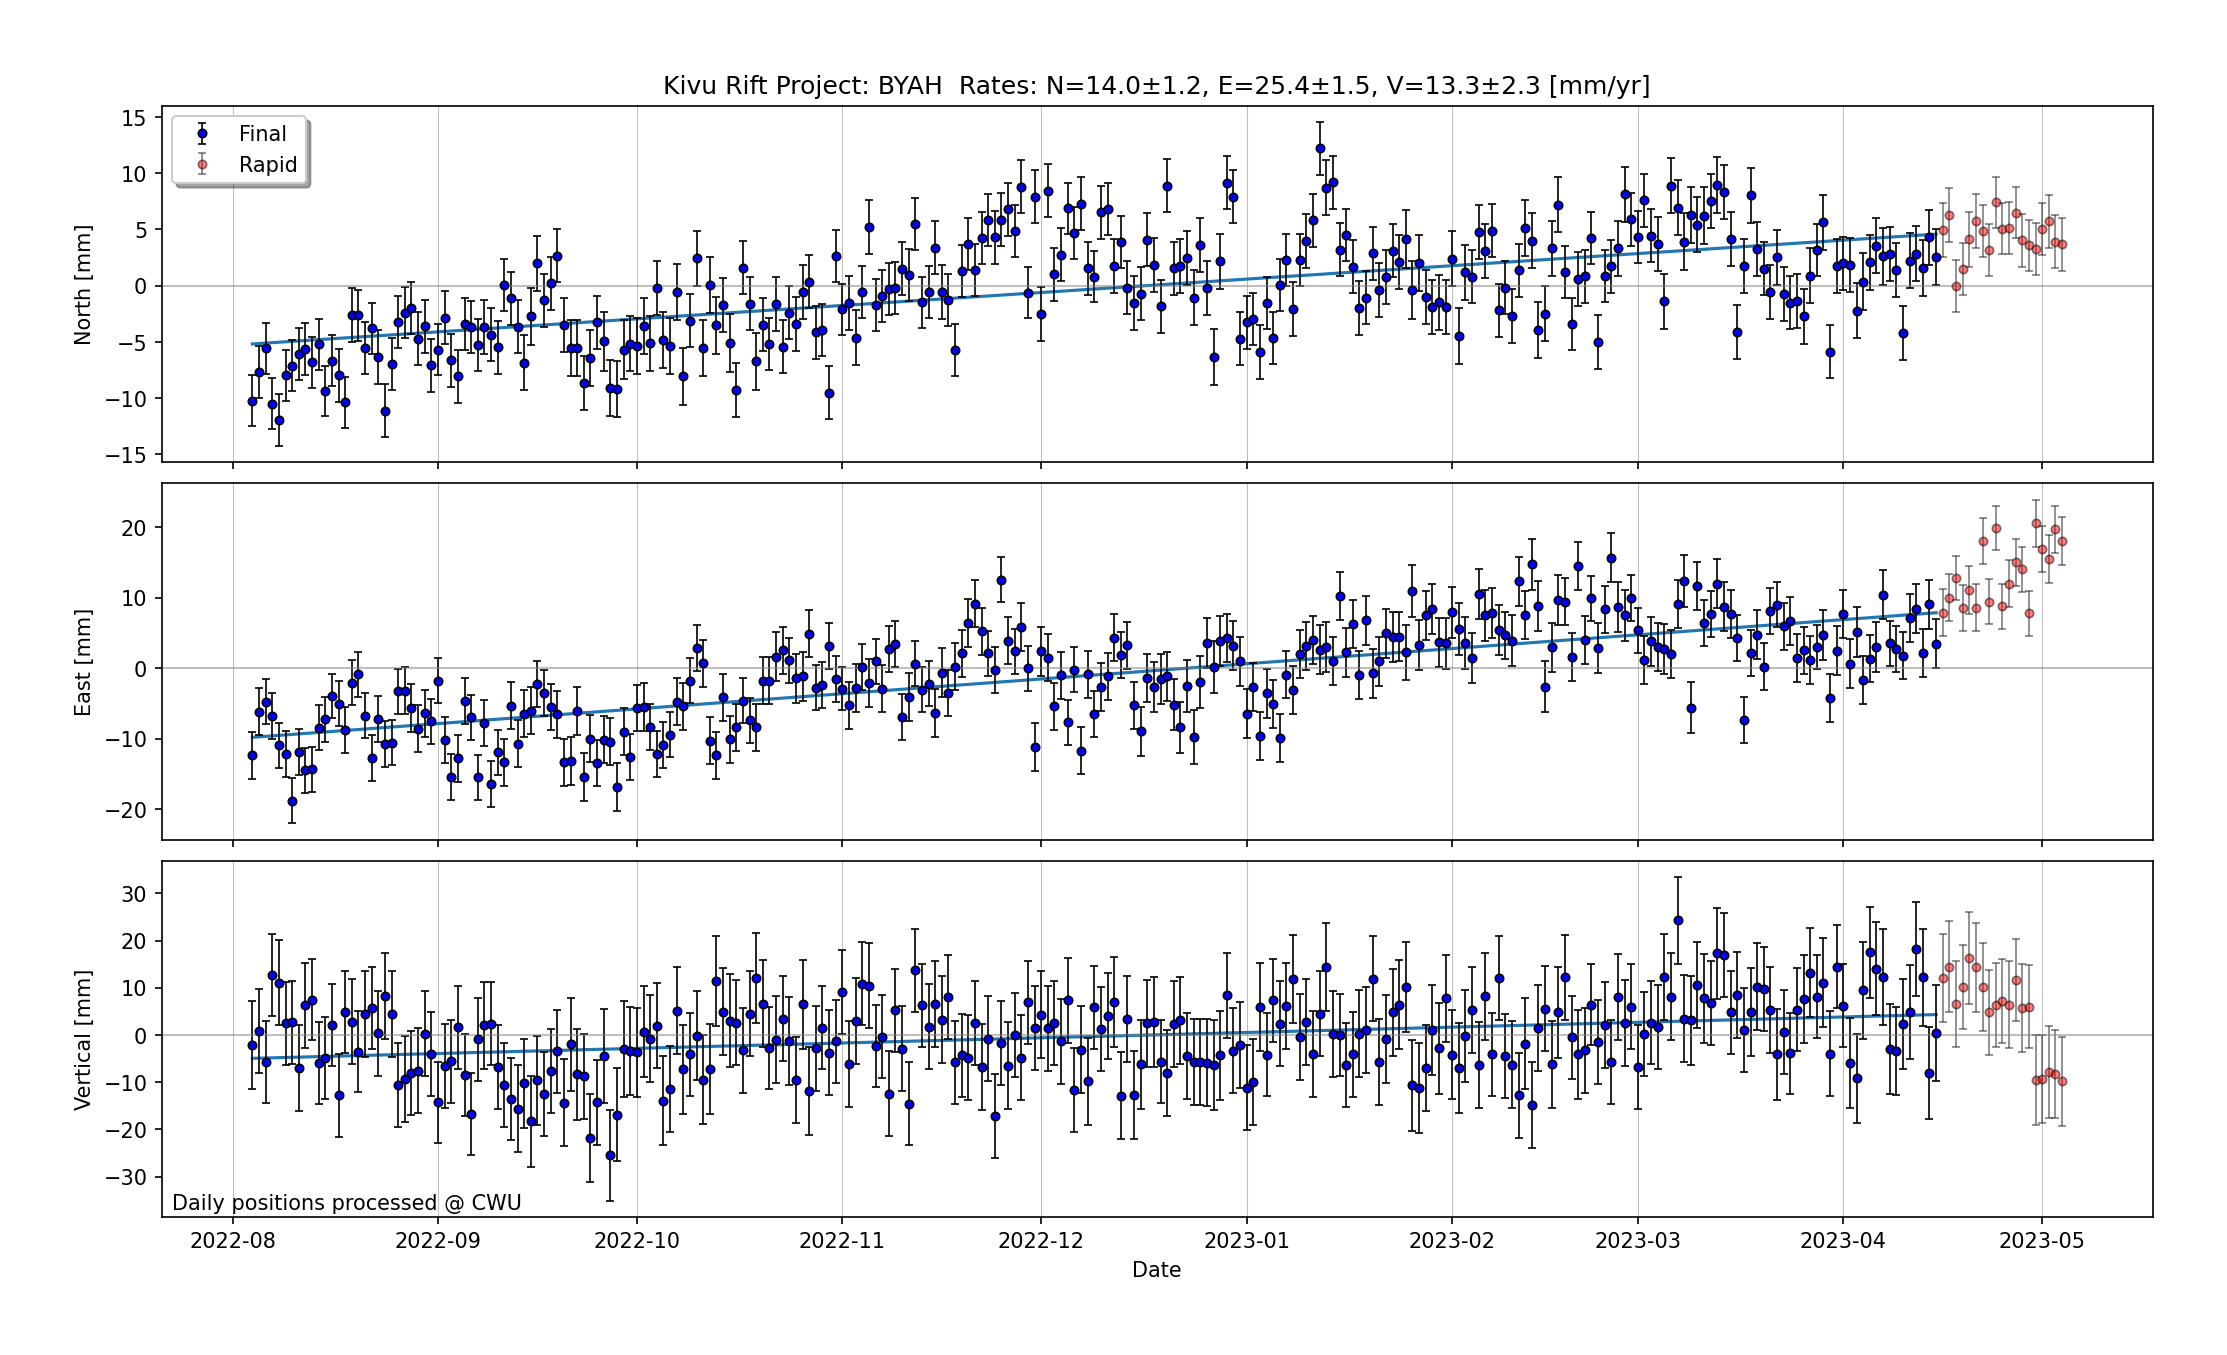 Kivu Rift Project: BYAH  Rates: N=14.0±1.2, E=25.4±1.5, V=13.3±2.3 [mm/yr]
Final
Rapid
North [mm]
15
10
5
0
−5
−10
−15
East [mm]
20
10
0
−10
−20
Vertical [mm]
30
20
10
0
−10
−20
−30
Daily positions processed @ CWU
2022-08 2022-09 2022-10 2022-11 2022-12 2023-01 2023-02 2023-03 2023-04 2023-05
Date